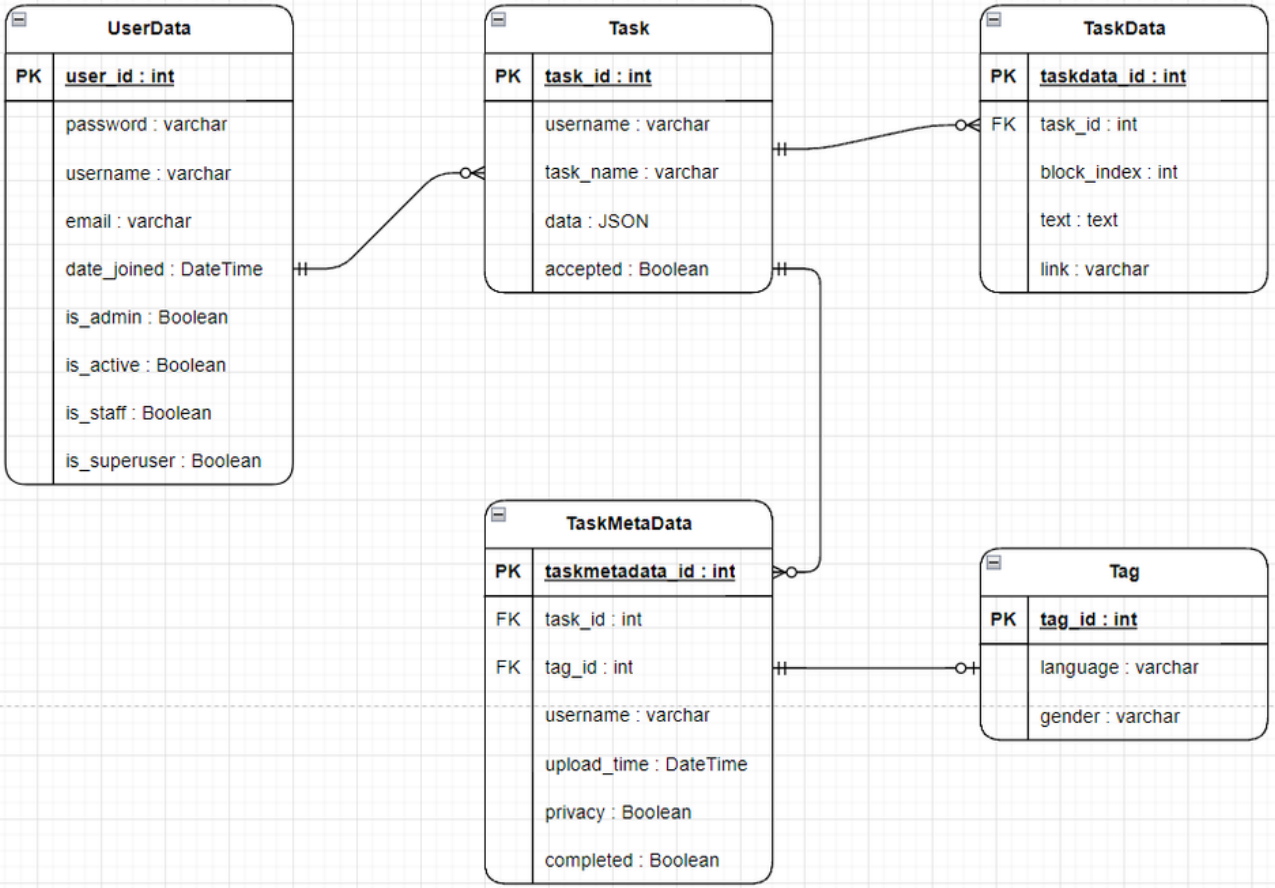 UserData
PK user_id : int
password : varchar
username : varchar
email : varchar
date_joined : DateTime
is_admin : Boolean
is_active : Boolean
is_staff : Boolean
is_superuser : Boolean
Task
PK task_id : int
username : varchar
task_name : varchar
data : JSON
accepted : Boolean
TaskData
PK taskdata_id : int
FK task_id : int
block_index : int
text : text
link : varchar
TaskMetaData
PK taskmetadata_id : int
FK task_id : int
FK tag_id : int
username : varchar
upload_time : DateTime
privacy : Boolean
completed : Boolean
Tag
PK tag_id : int
language : varchar
gender : varchar